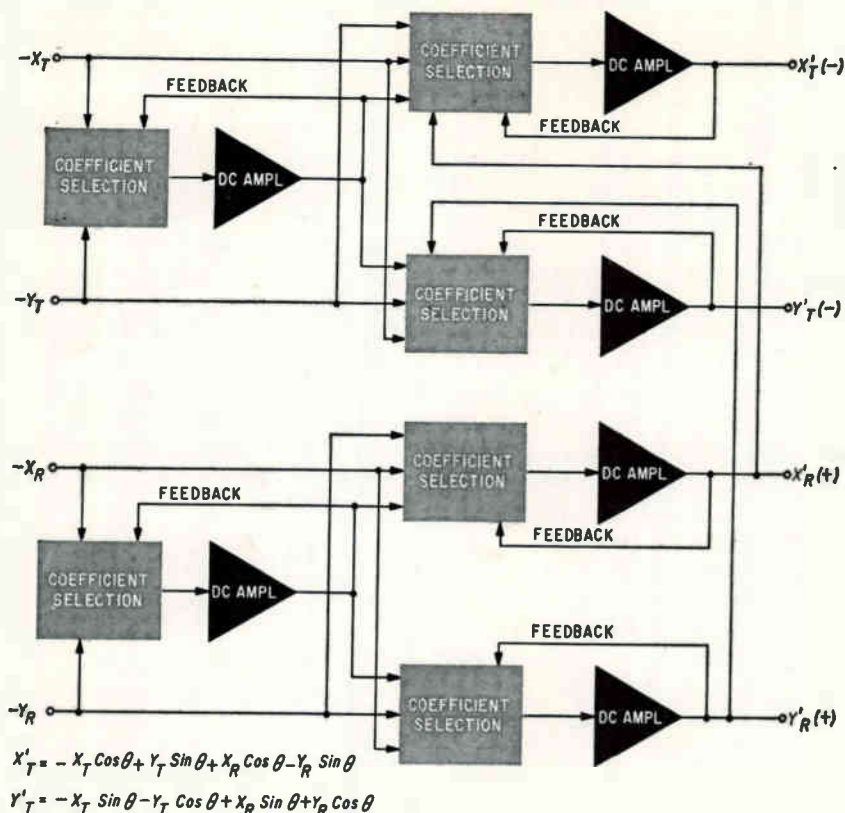 -X_T
COEFFICIENT
SELECTION
DC AMPL
X'_T(-)
FEEDBACK
FEEDBACK
COEFFICIENT
SELECTION
DC AMPL
FEEDBACK
-Y_T
COEFFICIENT
SELECTION
DC AMPL
Y'_T(-)
-X_R
COEFFICIENT
SELECTION
DC AMPL
X'_R(+)
FEEDBACK
FEEDBACK
COEFFICIENT
SELECTION
DC AMPL
FEEDBACK
-Y_R
COEFFICIENT
SELECTION
DC AMPL
Y'_R(+)
X'_T = - X_T Cos θ + Y_T Sin θ + X_R Cos θ - Y_R Sin θ
Y'_T = - X_T Sin θ - Y_T Cos θ + X_R Sin θ + Y_R Cos θ